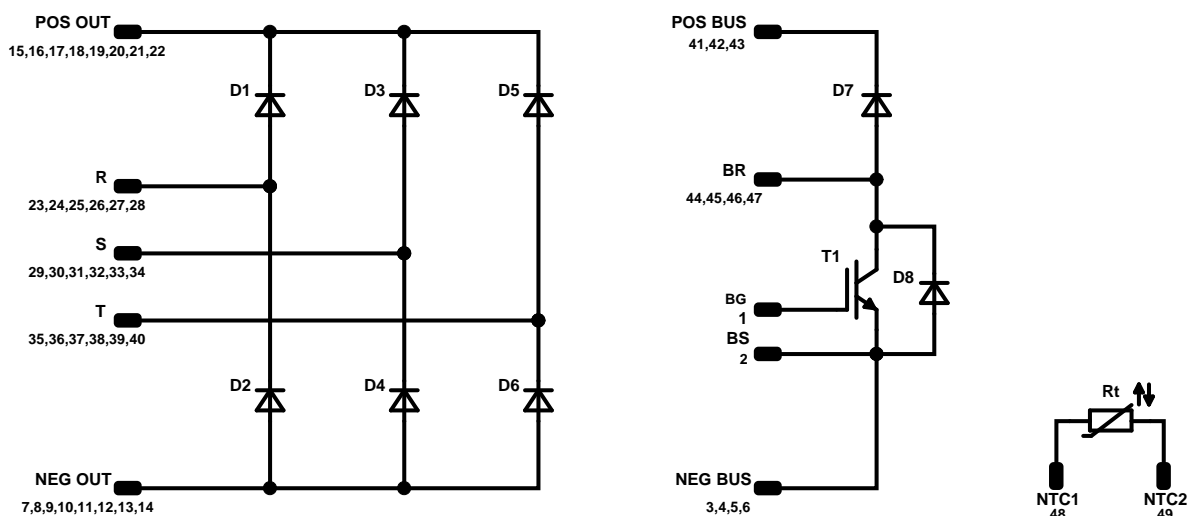 POS OUT
15,16,17,18,19,20,21,22
D1
D3
D5
R
23,24,25,26,27,28
S
29,30,31,32,33,34
T
35,36,37,38,39,40
D2
D4
D6
NEG OUT
7,8,9,10,11,12,13,14
POS BUS
41,42,43
D7
BR
44,45,46,47
T1
D8
BG
1
BS
2
NEG BUS
3,4,5,6
Rt
NTC1
48
NTC2
49